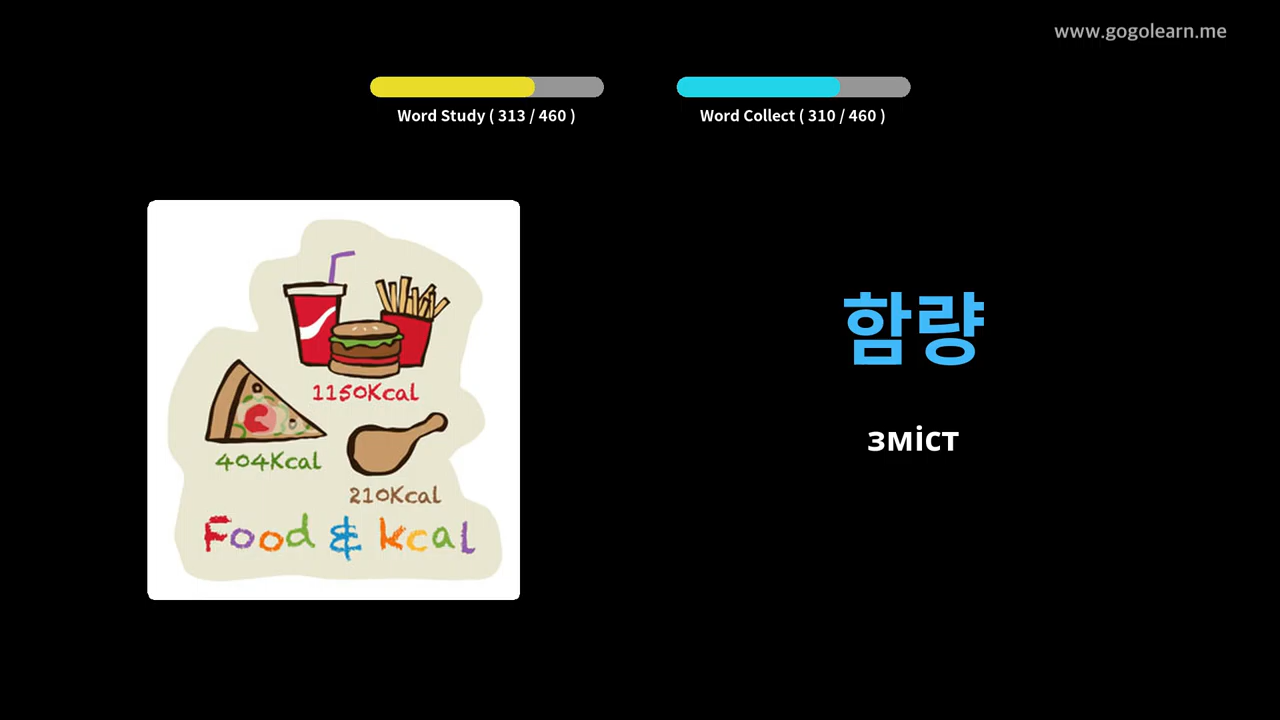 www.gogolearn.me
Word Study ( 313 / 460 )
Word Collect ( 310 / 460 )
1150Kcal
404Kcal
210Kcal
Food & kcal
함량
зміст